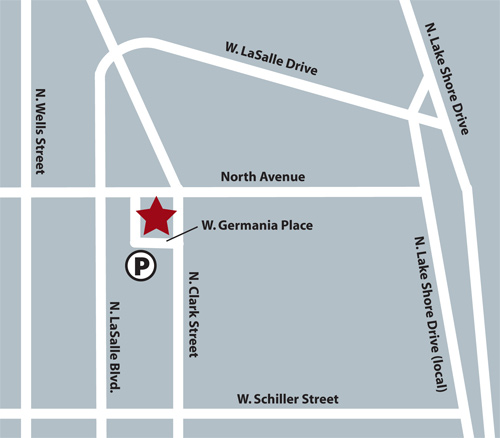 W. LaSalle Drive
N. Lake Shore Drive
N. Wells Street
North Avenue
W. Germania Place
P
N. Clark Street
N. LaSalle Blvd.
N. Lake Shore Drive (local)
W. Schiller Street